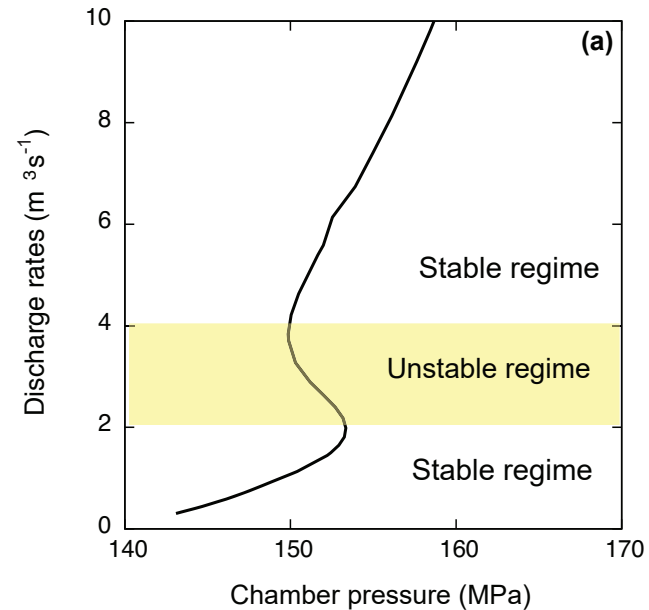 (a)
10
8
6
4
2
0
Discharge rates (m ³s⁻¹)
Stable regime
Unstable regime
Stable regime
140
150
160
170
Chamber pressure (MPa)